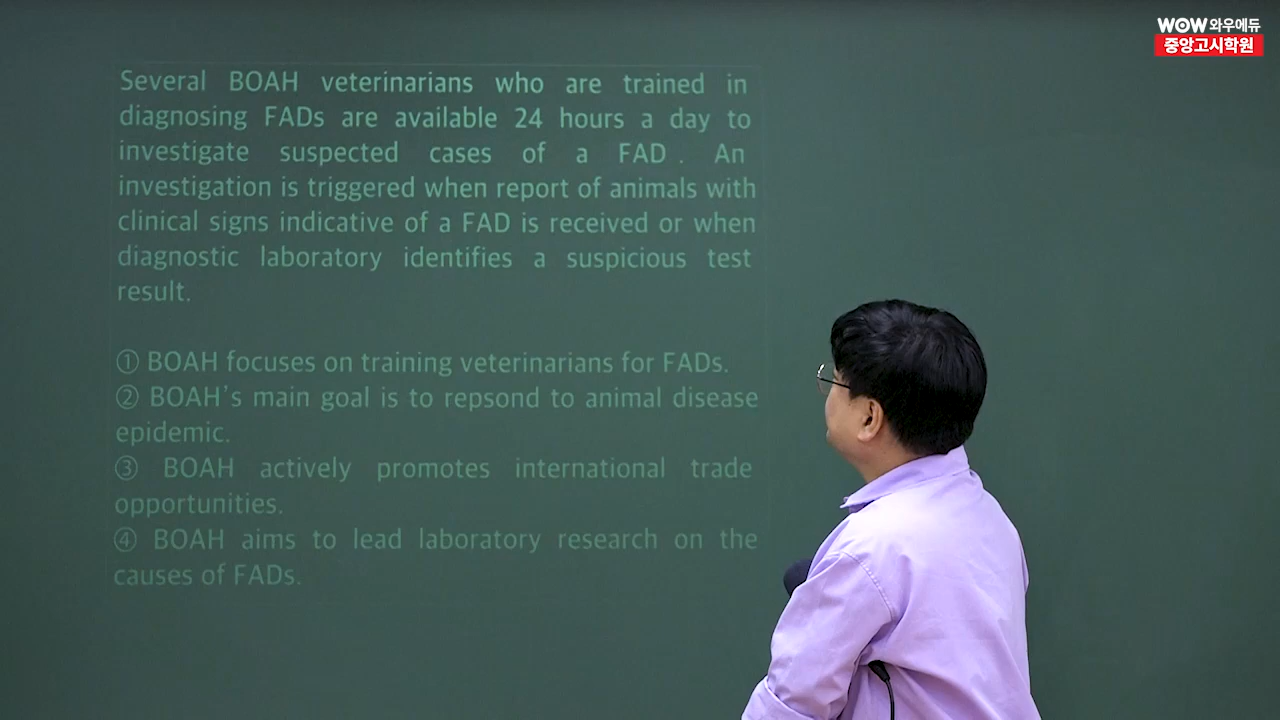 WOW와우에듀
중앙고시학원
Several BOAH veterinarians who are trained in
diagnosing FADs are available 24 hours a day to
investigate suspected cases of a FAD . An
investigation is triggered when report of animals with
clinical signs indicative of a FAD is received or when
diagnostic laboratory identifies a suspicious test
result.
① BOAH focuses on training veterinarians for FADs.
② BOAH's main goal is to repsond to animal disease
epidemic.
③ BOAH actively promotes international trade
opportunities.
④ BOAH aims to lead laboratory research on the
causes of FADs.